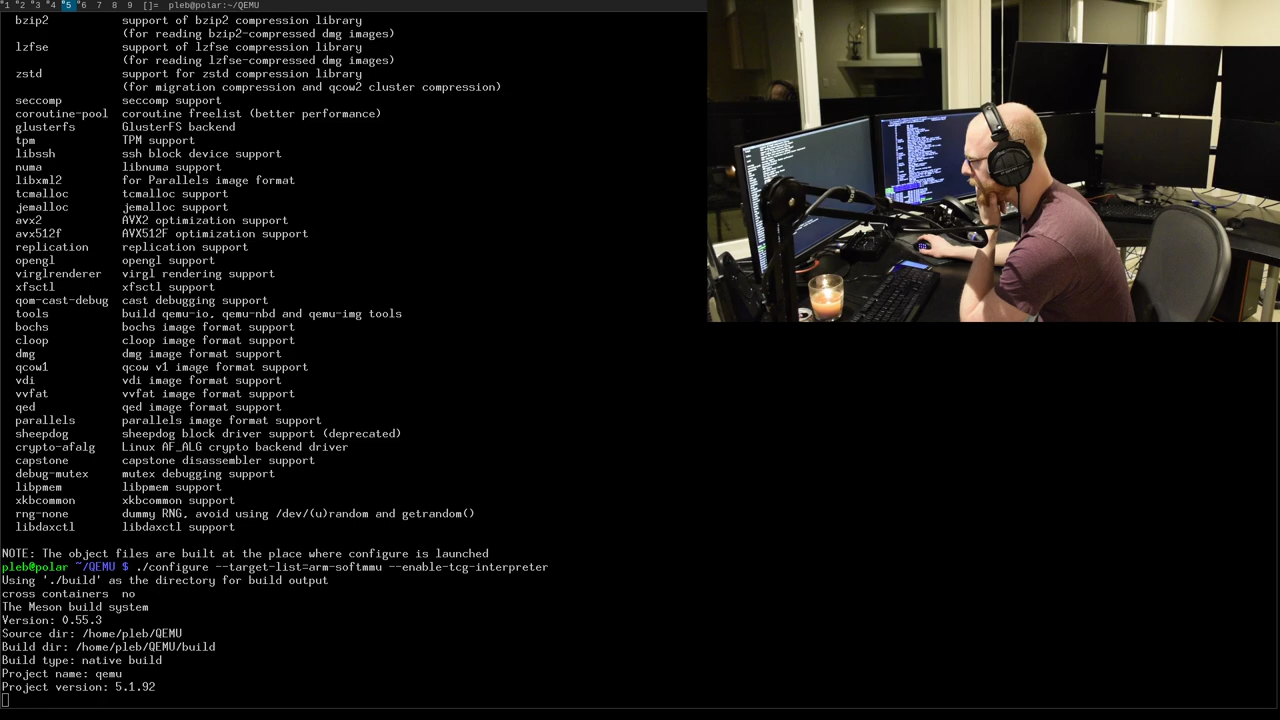 1 2 3 4 5 6 7 8 9 []= pleb@polar:~/QEMU
bzip2 support of bzip2 compression library
(for reading bzip2-compressed dmg images)
lzfse support of lzfse compression library
(for reading lzfse-compressed dmg images)
zstd support for zstd compression library
(for migration compression and qcow2 cluster compression)
seccomp seccomp support
coroutine-pool coroutine freelist (better performance)
glusterfs GlusterFS backend
tpm TPM support
libssh ssh block device support
numa libnuma support
libxml2 for Parallels image format
tcmalloc tcmalloc support
jemalloc jemalloc support
avx2 AVX2 optimization support
avx512f AVX512F optimization support
replication replication support
opengl opengl support
virglrenderer virgl rendering support
xfsctl xfsctl support
qom-cast-debug cast debugging support
tools build qemu-io, qemu-nbd and qemu-img tools
bochs bochs image format support
cloop cloop image format support
dmg dmg image format support
qcow1 qcow v1 image format support
vdi vdi image format support
vvfat vvfat image format support
qed qed image format support
parallels parallels image format support
sheepdog sheepdog block driver support (deprecated)
crypto-afalg Linux AF_ALG crypto backend driver
capstone capstone disassembler support
debug-mutex mutex debugging support
libpmem libpmem support
xkbcommon xkbcommon support
rng-none dummy RNG, avoid using /dev/(u)random and getrandom()
libdaxctl libdaxctl support
NOTE: The object files are built at the place where configure is launched
pleb@polar ~/QEMU $ ./configure --target-list=arm-softmmu --enable-tcg-interpreter
Using './build' as the directory for build output
cross containers no
The Meson build system
Version: 0.55.3
Source dir: /home/pleb/QEMU
Build dir: /home/pleb/QEMU/build
Build type: native build
Project name: qemu
Project version: 5.1.92